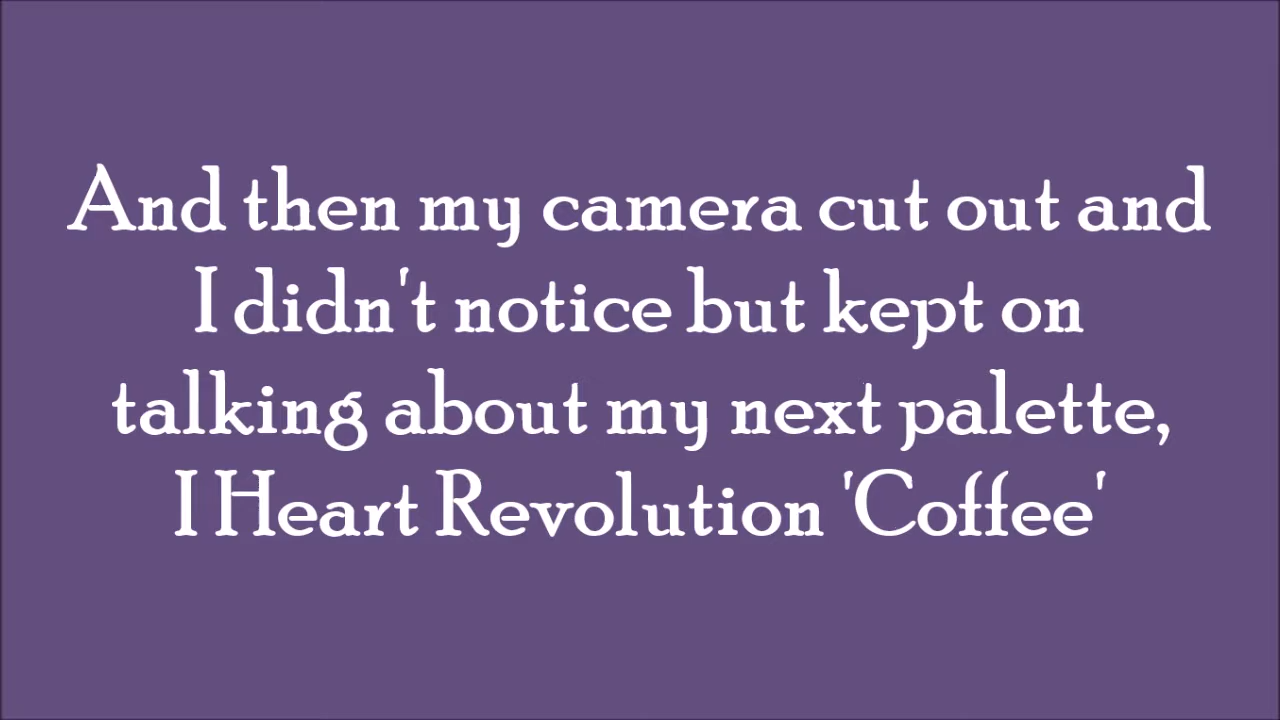 And then my camera cut out and
I didn't notice but kept on
talking about my next palette,
I Heart Revolution 'Coffee'